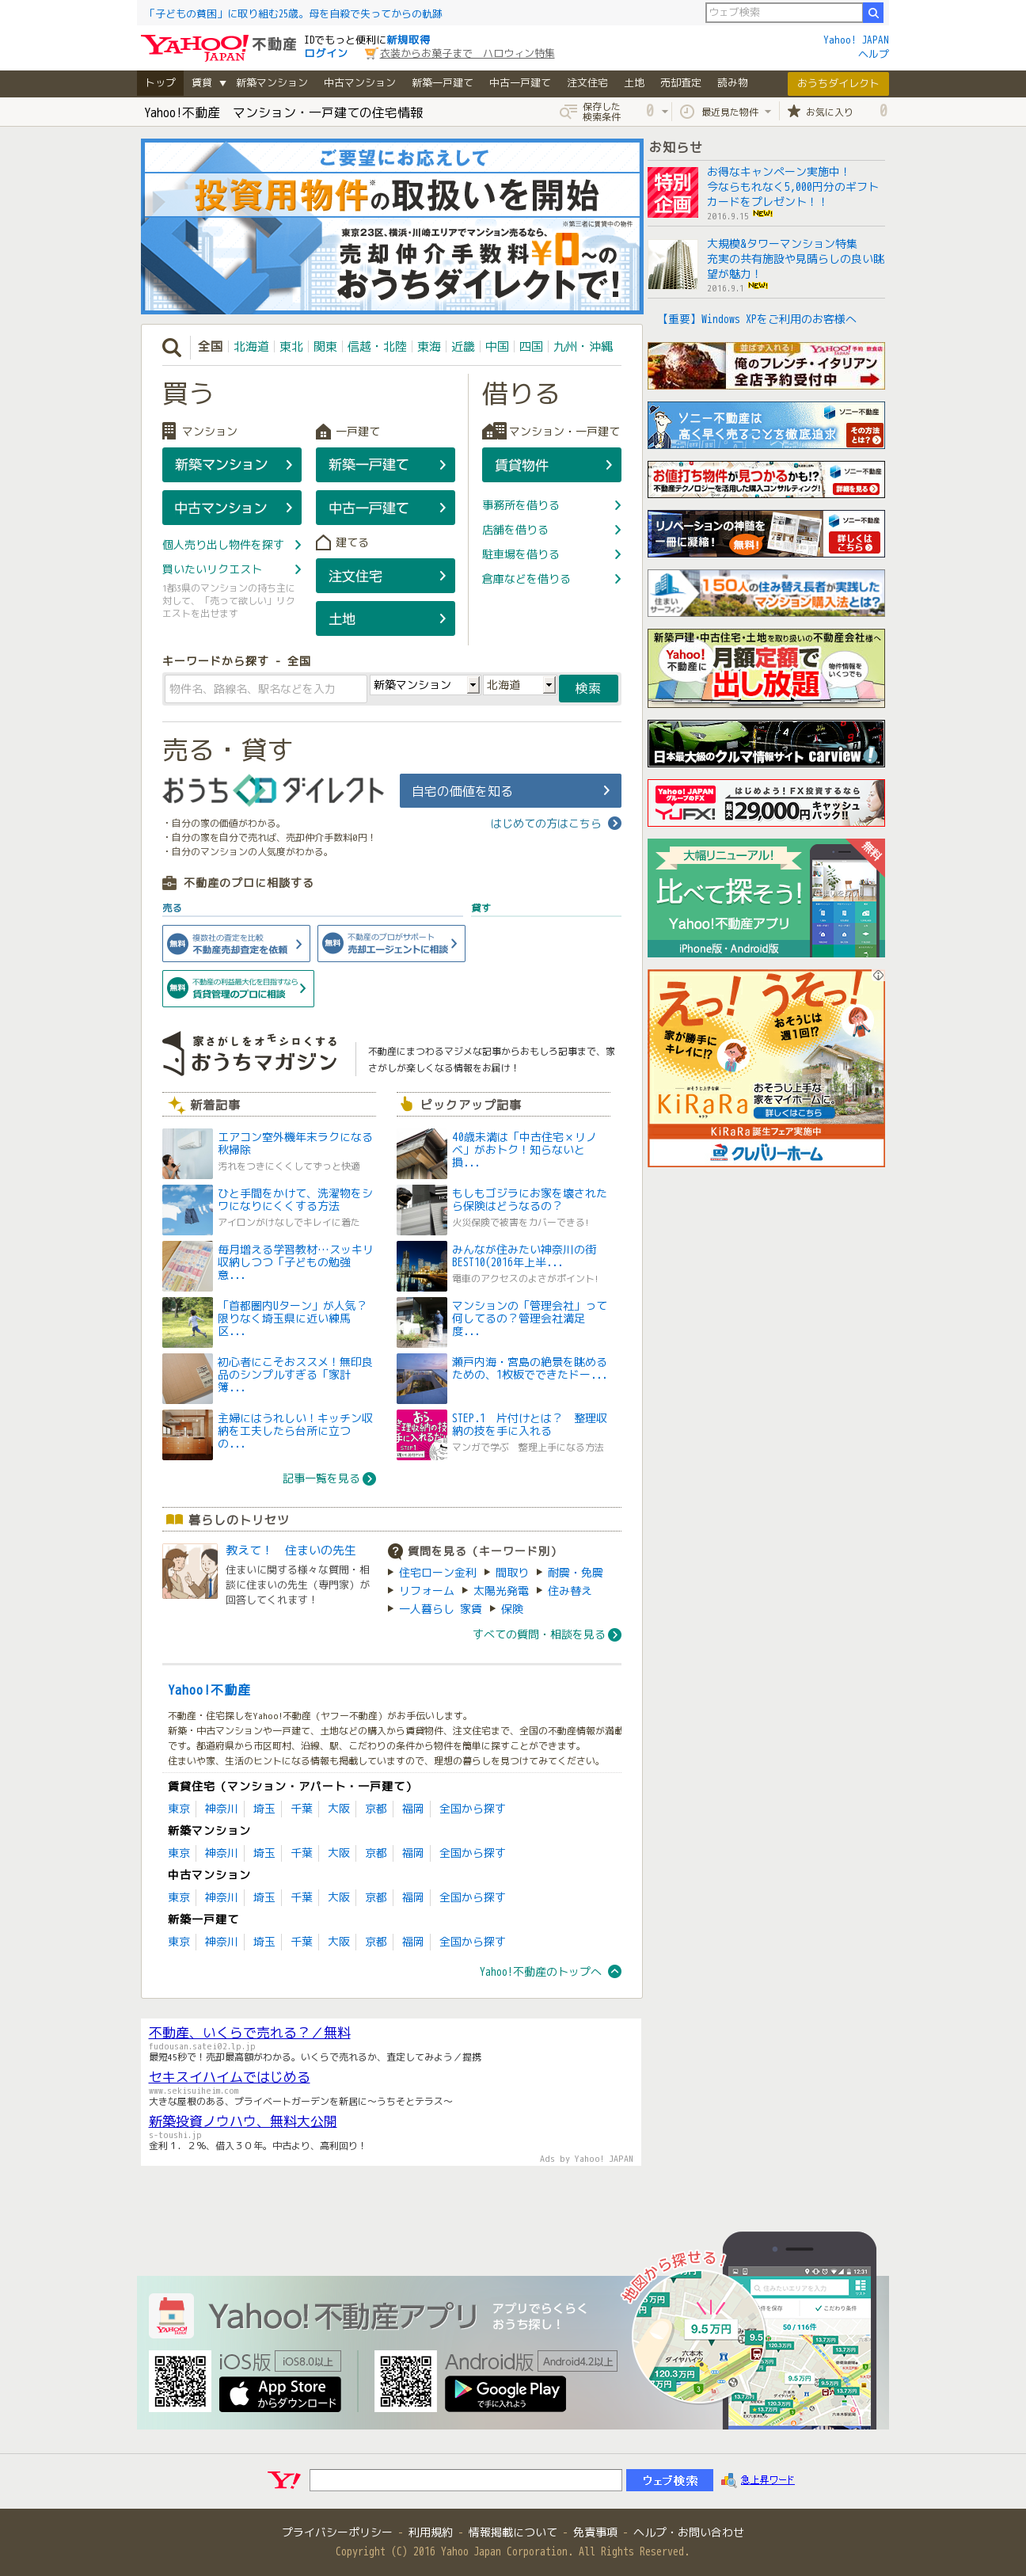 「子どもの貧困」に取り組む25歳。母を自殺で失ってからの軌跡
ウェブ検索
YAHOO!不動産 JAPAN
IDでもっと便利に新規取得
ログイン
衣装からお菓子まで　ハロウィン特集
Yahoo! JAPAN
ヘルプ
トップ 賃貸 ▼ 新築マンション 中古マンション 新築一戸建て 中古一戸建て 注文住宅 土地 売却査定 読み物 おうちダイレクト
Yahoo!不動産　マンション・一戸建ての住宅情報
保存した検索条件 0
最近見た物件
お気に入り 0
ご要望にお応えして
投資用物件※の取扱いを開始
※第三者に賃貸中の物件
東京23区、横浜・川崎エリアでマンション売るなら、
売却仲介手数料¥0〜の
おうちダイレクトで!
全国 北海道 東北 関東 信越・北陸 東海 近畿 中国 四国 九州・沖縄
買う
マンション
新築マンション
中古マンション
個人売り出し物件を探す
買いたいリクエスト
1都3県のマンションの持ち主に
対して、「売って欲しい」リク
エストを出せます
一戸建て
新築一戸建て
中古一戸建て
建てる
注文住宅
土地
借りる
マンション・一戸建て
賃貸物件
事務所を借りる
店舗を借りる
駐車場を借りる
倉庫などを借りる
キーワードから探す - 全国
物件名、路線名、駅名などを入力 新築マンション 北海道 検索
売る・貸す
おうちダイレクト
自宅の価値を知る
・自分の家の価値がわかる。
・自分の家を自分で売れば、売却仲介手数料0円！
・自分のマンションの人気度がわかる。
はじめての方はこちら
不動産のプロに相談する
売る
貸す
無料 複数社の査定を比較
不動産売却査定を依頼
無料 不動産のプロがサポート
売却エージェントに相談
無料 不動産の利益最大化を目指すなら
賃貸管理のプロに相談
家さがしをオモシロくする
おうちマガジン
不動産にまつわるマジメな記事からおもしろ記事まで、家
さがしが楽しくなる情報をお届け！
新着記事
エアコン室外機年末ラクになる
秋掃除
汚れをつきにくくしてずっと快適
ひと手間をかけて、洗濯物をシ
ワになりにくくする方法
アイロンがけなしでキレイに着た
毎月増える学習教材…スッキリ
収納しつつ「子どもの勉強
意...
「首都圏内Uターン」が人気？
限りなく埼玉県に近い練馬
区...
初心者にこそおススメ！無印良
品のシンプルすぎる「家計
簿...
主婦にはうれしい！キッチン収
納を工夫したら台所に立つ
の...
記事一覧を見る
ピックアップ記事
40歳未満は「中古住宅×リノ
ベ」がおトク！知らないと
損...
もしもゴジラにお家を壊された
ら保険はどうなるの？
火災保険で被害をカバーできる!
みんなが住みたい神奈川の街
BEST10(2016年上半...
電車のアクセスのよさがポイント!
マンションの「管理会社」って
何してるの？管理会社満足
度...
瀬戸内海・宮島の絶景を眺める
ための、1枚板でできたドー...
STEP.1　片付けとは？　整理収
納の技を手に入れる
マンガで学ぶ　整理上手になる方法
暮らしのトリセツ
教えて！　住まいの先生
住まいに関する様々な質問・相
談に住まいの先生（専門家）が
回答してくれます！
質問を見る（キーワード別）
住宅ローン金利 間取り 耐震・免震
リフォーム 太陽光発電 住み替え
一人暮らし 家賃 保険
すべての質問・相談を見る
Yahoo!不動産
不動産・住宅探しをYahoo!不動産（ヤフー不動産）がお手伝いします。
新築・中古マンションや一戸建て、土地などの購入から賃貸物件、注文住宅まで、全国の不動産情報が満載
です。都道府県から市区町村、沿線、駅、こだわりの条件から物件を簡単に探すことができます。
住まいや家、生活のヒントになる情報も掲載していますので、理想の暮らしを見つけてみてください。
賃貸住宅（マンション・アパート・一戸建て）
東京 神奈川 埼玉 千葉 大阪 京都 福岡 全国から探す
新築マンション
東京 神奈川 埼玉 千葉 大阪 京都 福岡 全国から探す
中古マンション
東京 神奈川 埼玉 千葉 大阪 京都 福岡 全国から探す
新築一戸建て
東京 神奈川 埼玉 千葉 大阪 京都 福岡 全国から探す
Yahoo!不動産のトップへ
お知らせ
特別企画
お得なキャンペーン実施中！
今ならもれなく5,000円分のギフト
カードをプレゼント！！
2016.9.15 NEW!
大規模&タワーマンション特集
充実の共有施設や見晴らしの良い眺
望が魅力！
2016.9.1 NEW!
【重要】Windows XPをご利用のお客様へ
並ばず入れる！ YAHOO! JAPAN 予約 飲食店
俺のフレンチ・イタリアン
全店予約受付中
ソニー不動産は
高く早く売ることを徹底追求
ソニー不動産
その方法とは？
お値打ち物件が見つかるかも!?
不動産テクノロジーを活用した購入コンサルティング!
ソニー不動産
詳細を見る
リノベーションの神髄を
一冊に凝縮！ 無料!
ソニー不動産
詳しくはこちら
住まいサーフィン
150人の住み替え長者が実践した
マンション購入法とは？
新築戸建・中古住宅・土地を取り扱いの不動産会社様へ
Yahoo!不動産に
月額定額で
出し放題
物件情報をいくつでも
日本最大級のクルマ情報サイト carview!
Yahoo! JAPANグループのFX
YJFX!
はじめよう！FX投資するなら
最大29,000円キャッシュバック!!
無料
大幅リニューアル!
比べて探そう!
Yahoo!不動産アプリ
iPhone版・Android版
えっ！ うそっ！
家が勝手にキレイに!?
おそうじは週1回!?
KiRaRa
おそうじ上手な
家をマイホームに。
詳しくはこちら
KiRaRa 誕生フェア実施中
クレバリーホーム
不動産、いくらで売れる？／無料
fudousan.satei02.lp.jp
最短45秒で！売却最高額がわかる。いくらで売れるか、査定してみよう／提携
セキスイハイムではじめる
www.sekisuiheim.com
大きな屋根のある、プライベートガーデンを新居に〜うちそとテラス〜
新築投資ノウハウ、無料大公開
s-toushi.jp
金利１．２％、借入３０年。中古より、高利回り！
Ads by Yahoo! JAPAN
Yahoo!不動産アプリ
アプリでらくらく
おうち探し！
iOS版 iOS8.0以上
App Store
からダウンロード
Android版 Android4.2以上
Google Play
で手に入れよう
地図から探せる！
9.5万円
六本木
ダイヤハイツ
120.3万円
12:31
住みたいエリアを入力
こだわり条件
50 / 116件
ウェブ検索
急上昇ワード
プライバシーポリシー - 利用規約 - 情報掲載について - 免責事項 - ヘルプ・お問い合わせ
Copyright (C) 2016 Yahoo Japan Corporation. All Rights Reserved.